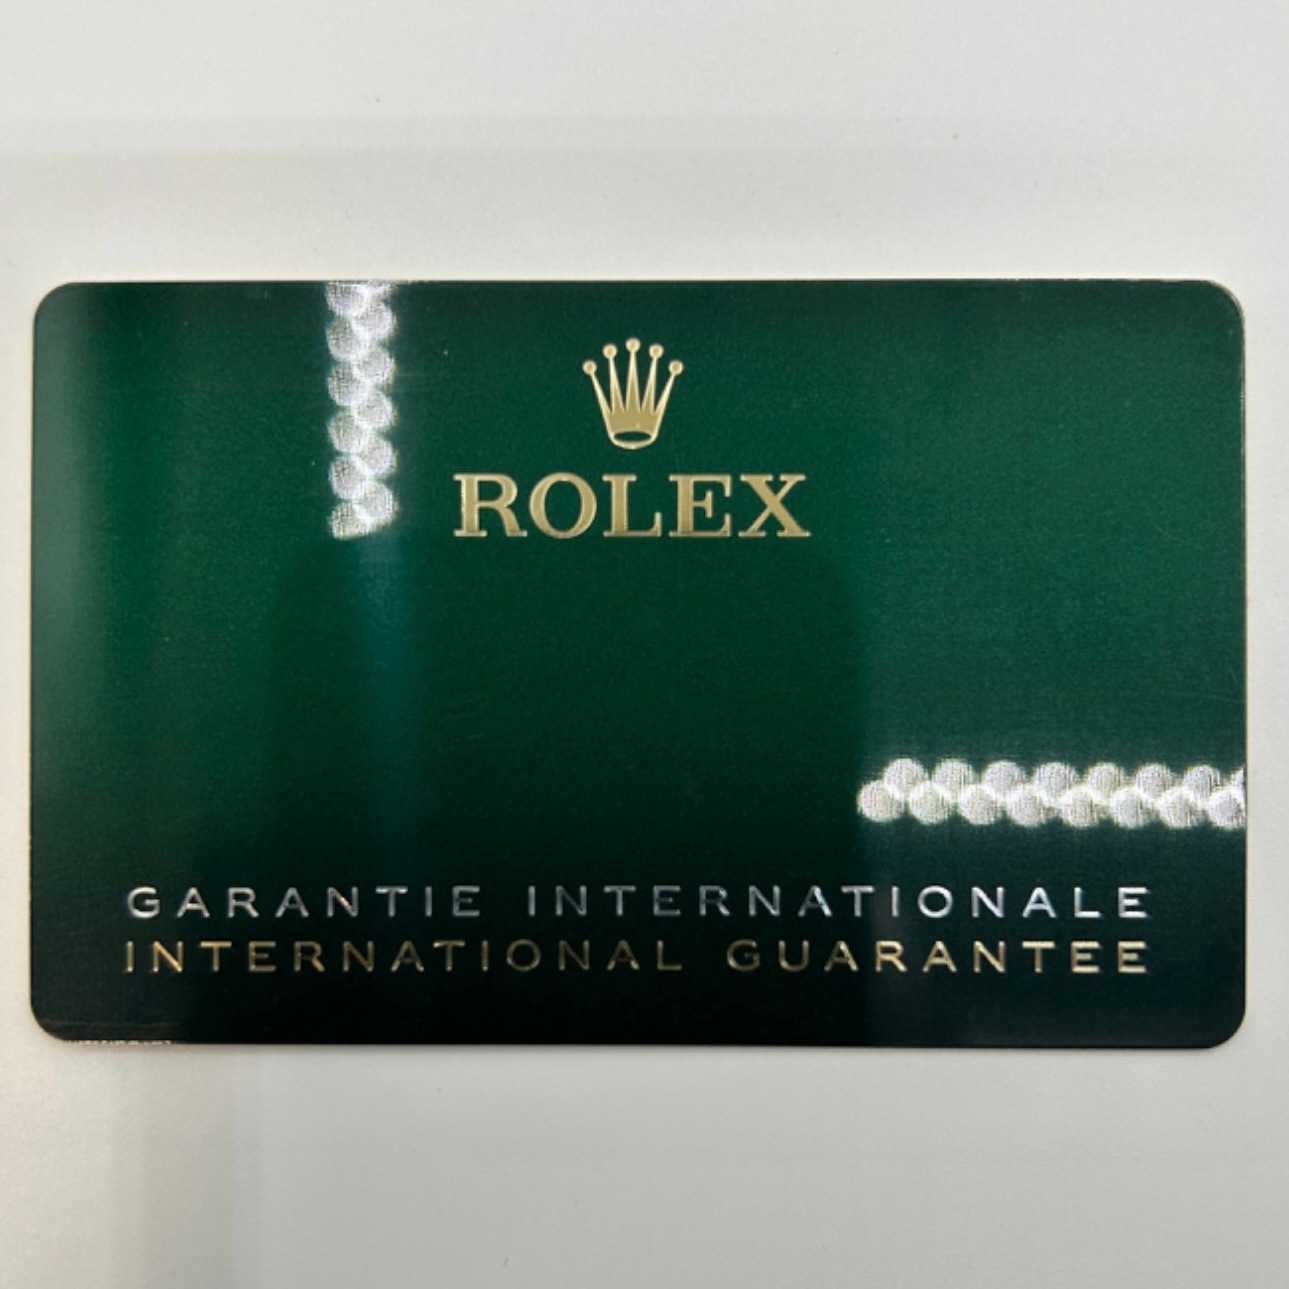 ROLEX
GARANTIE INTERNATIONALE
INTERNATIONAL GUARANTEE